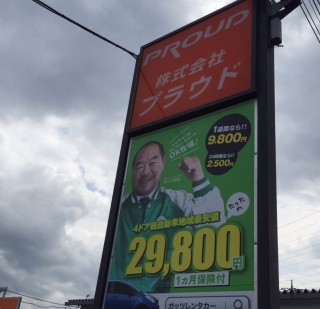 PROUD
株式会社
プラウド
1週間なら!!
9,800円
24時間なら!!
2,500円
OK牧場
たったの
4ドア軽自動車地域最安値
29,800円
1ヵ月保険付
ガッツレンタカー